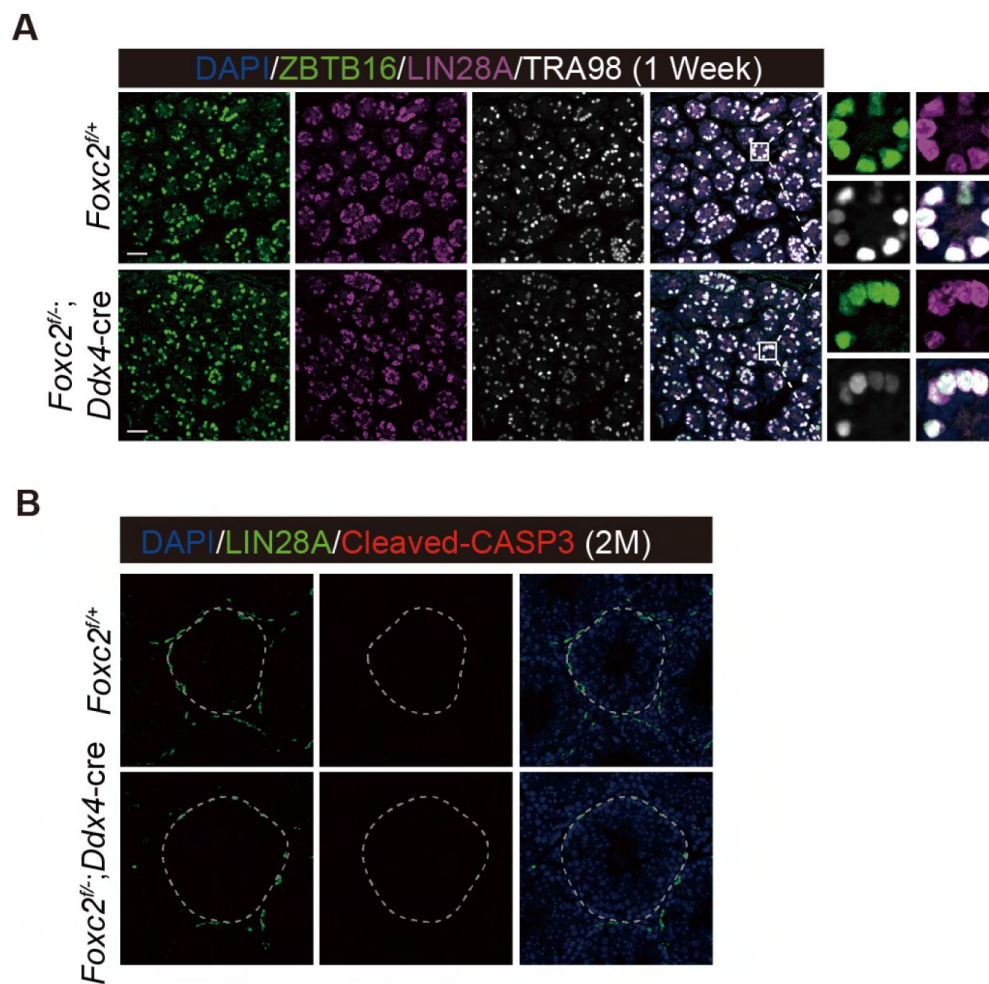 A
DAPI/ZBTB16/LIN28A/TRA98 (1 Week)
Foxc2f/+
Foxc2f/-;
Ddx4-cre
B
DAPI/LIN28A/Cleaved-CASP3 (2M)
Foxc2f/+
Foxc2f/-;Ddx4-cre